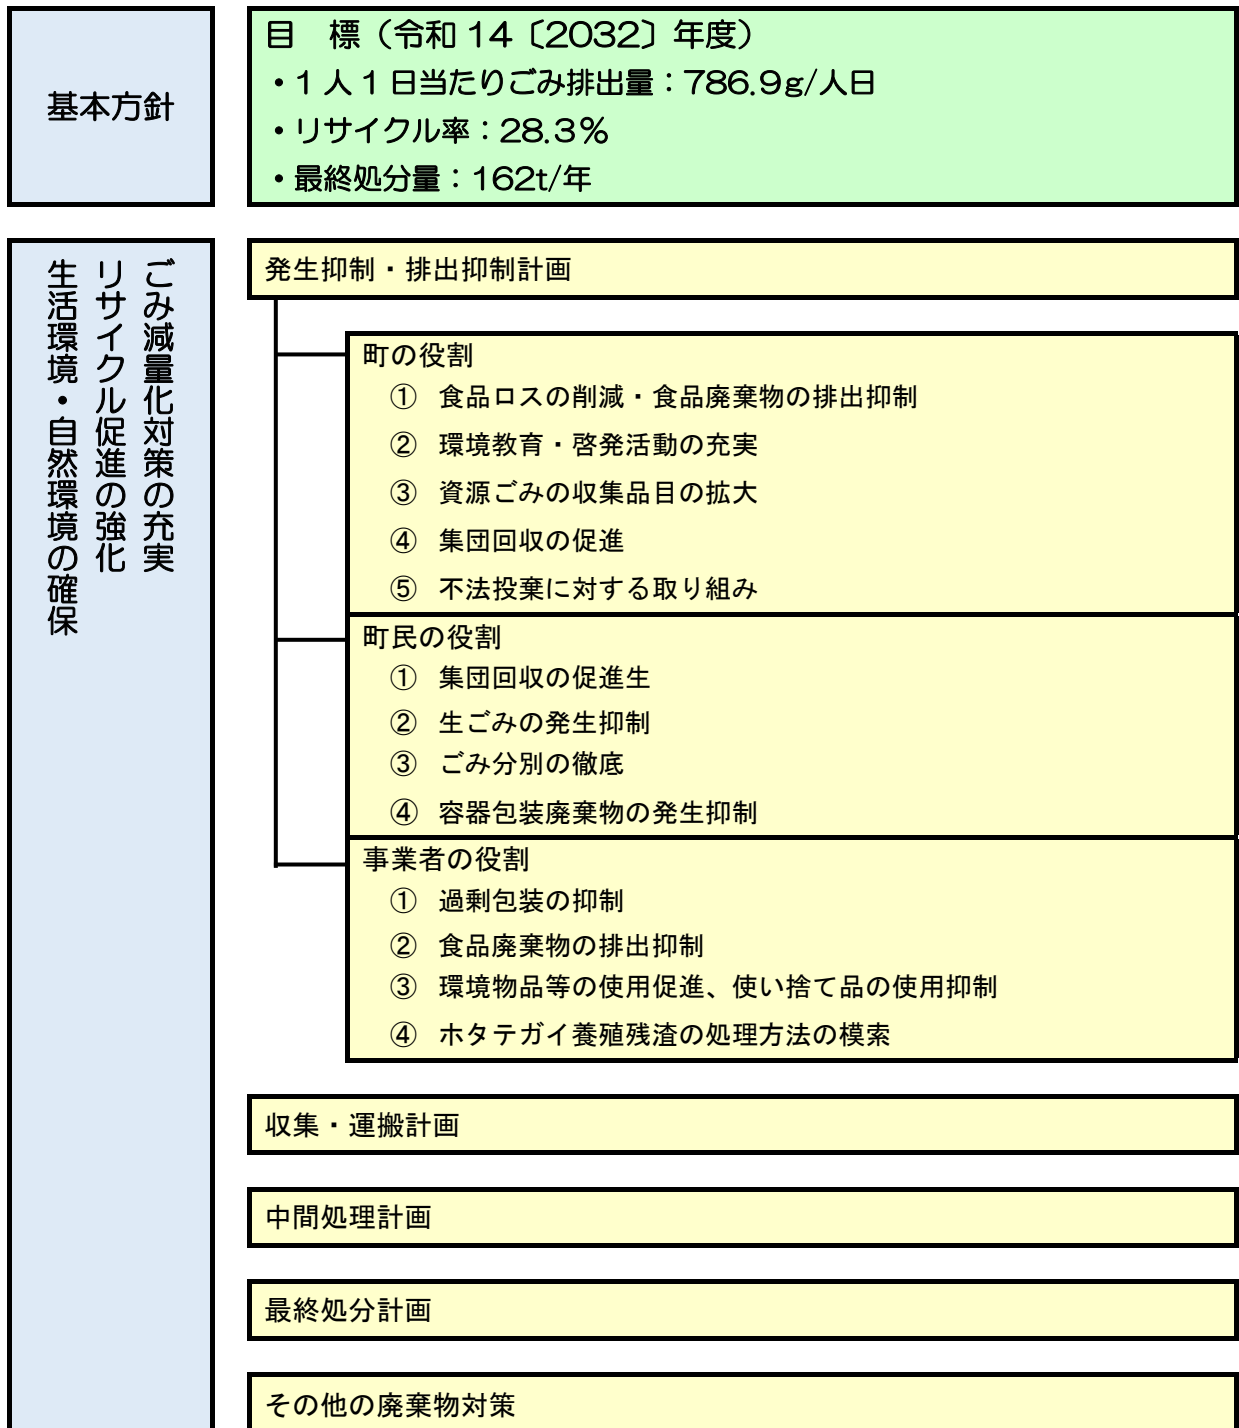 基本方針
目　標（令和 14〔2032〕年度）
・1 人 1 日当たりごみ排出量：786.9g/人日
・リサイクル率：28.3％
・最終処分量：162t/年
ごみ減量化対策の充実
リサイクル促進の強化
生活環境・自然環境の確保
発生抑制・排出抑制計画
町の役割
① 食品ロスの削減・食品廃棄物の排出抑制
② 環境教育・啓発活動の充実
③ 資源ごみの収集品目の拡大
④ 集団回収の促進
⑤ 不法投棄に対する取り組み
町民の役割
① 集団回収の促進生
② 生ごみの発生抑制
③ ごみ分別の徹底
④ 容器包装廃棄物の発生抑制
事業者の役割
① 過剰包装の抑制
② 食品廃棄物の排出抑制
③ 環境物品等の使用促進、使い捨て品の使用抑制
④ ホタテガイ養殖残渣の処理方法の模索
収集・運搬計画
中間処理計画
最終処分計画
その他の廃棄物対策